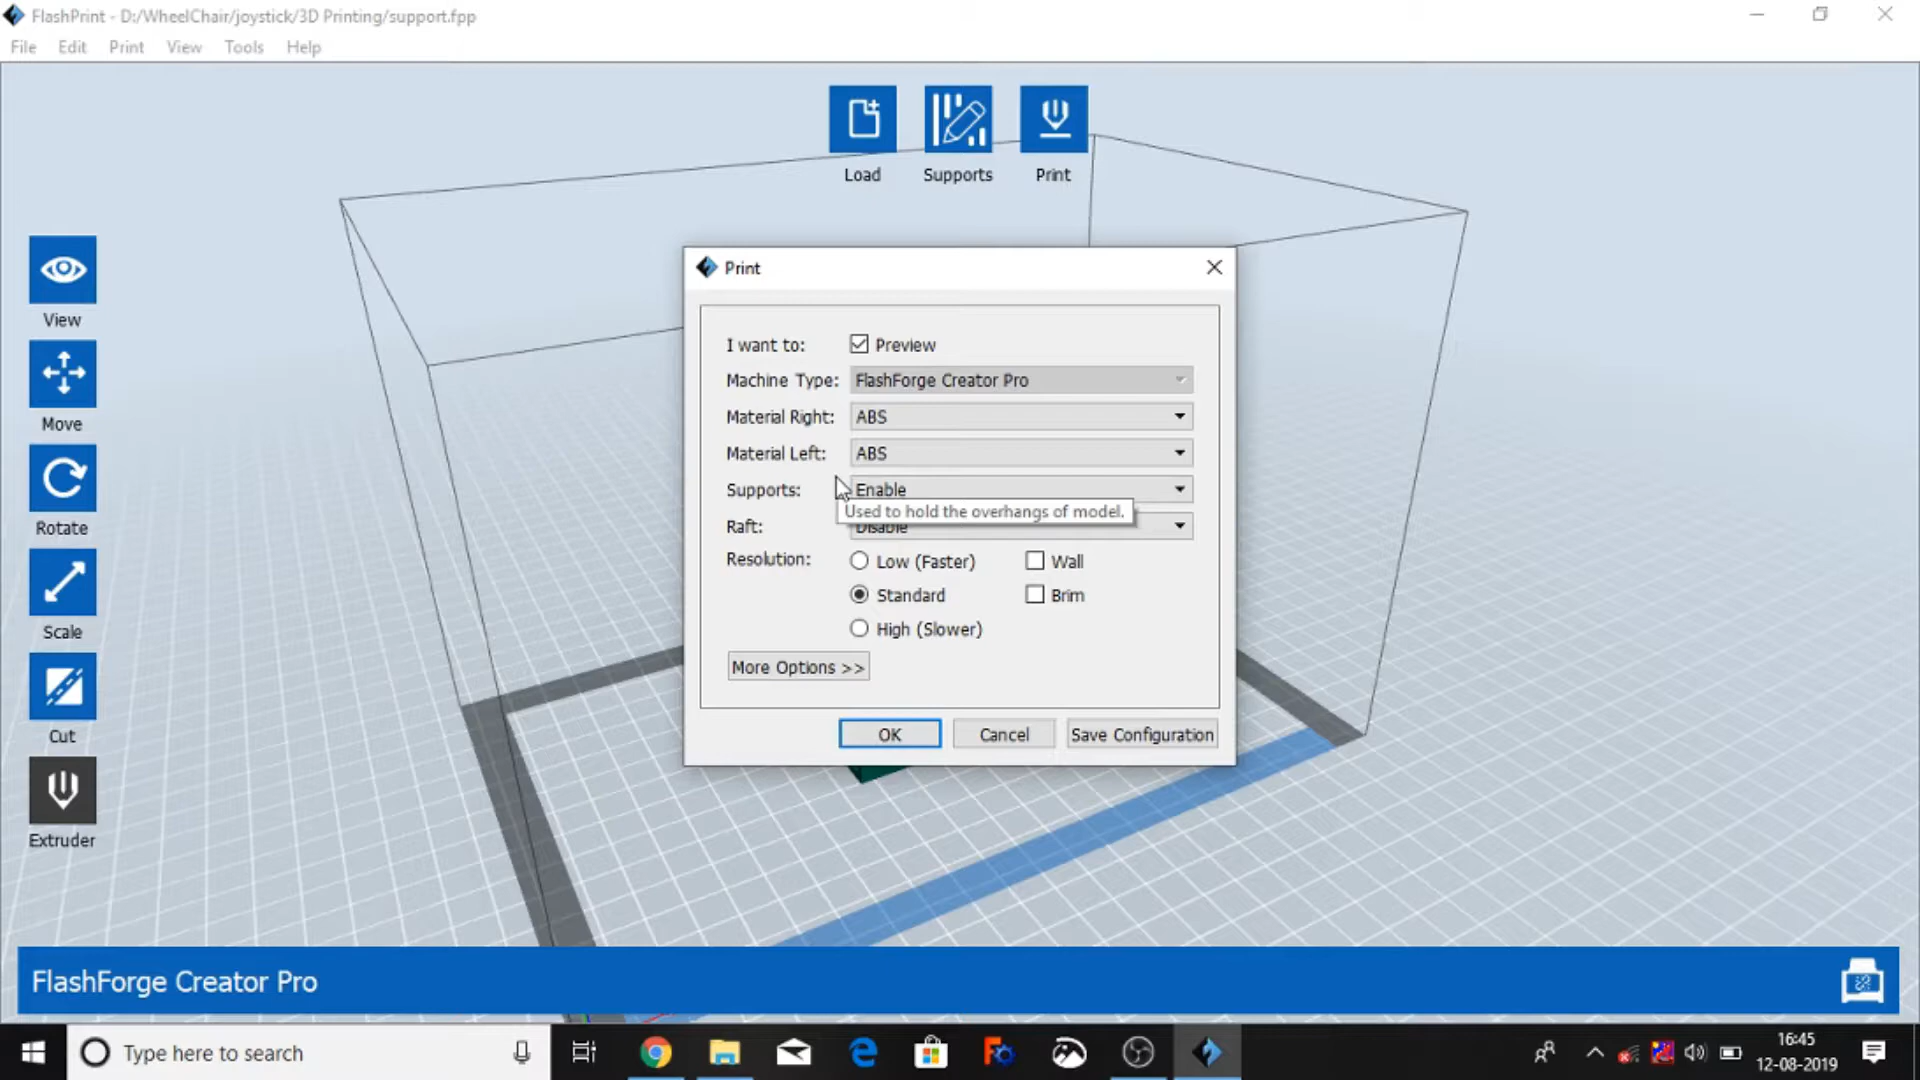 FlashPrint - D:/WheelChair/joystick/3D Printing/support.fpp
File Edit Print View Tools Help
Load Supports Print
View
Move
Rotate
Scale
Cut
Extruder
Print
I want to: Preview
Machine Type: FlashForge Creator Pro
Material Right: ABS
Material Left: ABS
Supports: Enable
Used to hold the overhangs of model.
Raft: Disable
Resolution: Low (Faster) Wall
Standard Brim
High (Slower)
More Options >>
OK Cancel Save Configuration
FlashForge Creator Pro
Type here to search
16:45
12-08-2019